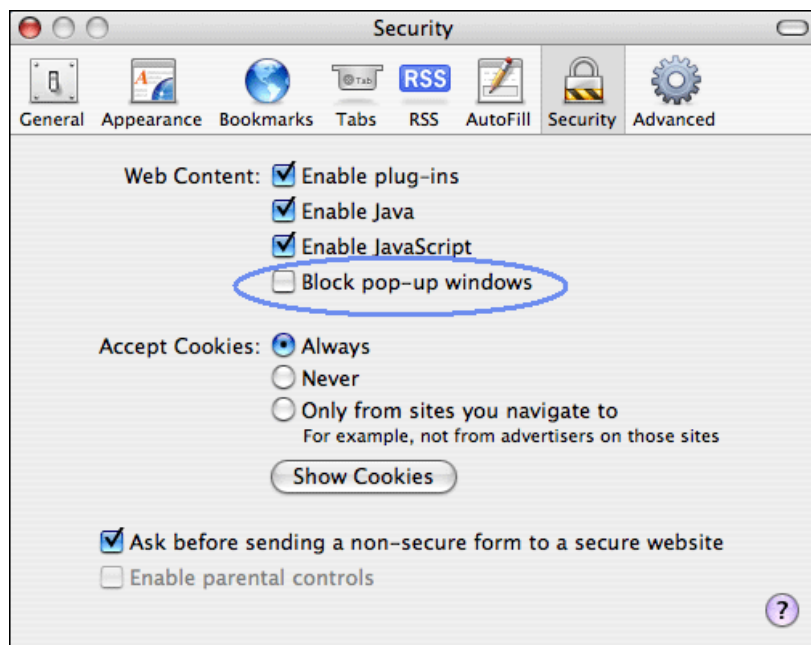 Security
Tab
RSS
General Appearance Bookmarks Tabs RSS AutoFill Security Advanced
Web Content: Enable plug-ins
Enable Java
Enable JavaScript
Block pop-up windows
Accept Cookies: Always
Never
Only from sites you navigate to
For example, not from advertisers on those sites
Show Cookies
Ask before sending a non-secure form to a secure website
Enable parental controls
?